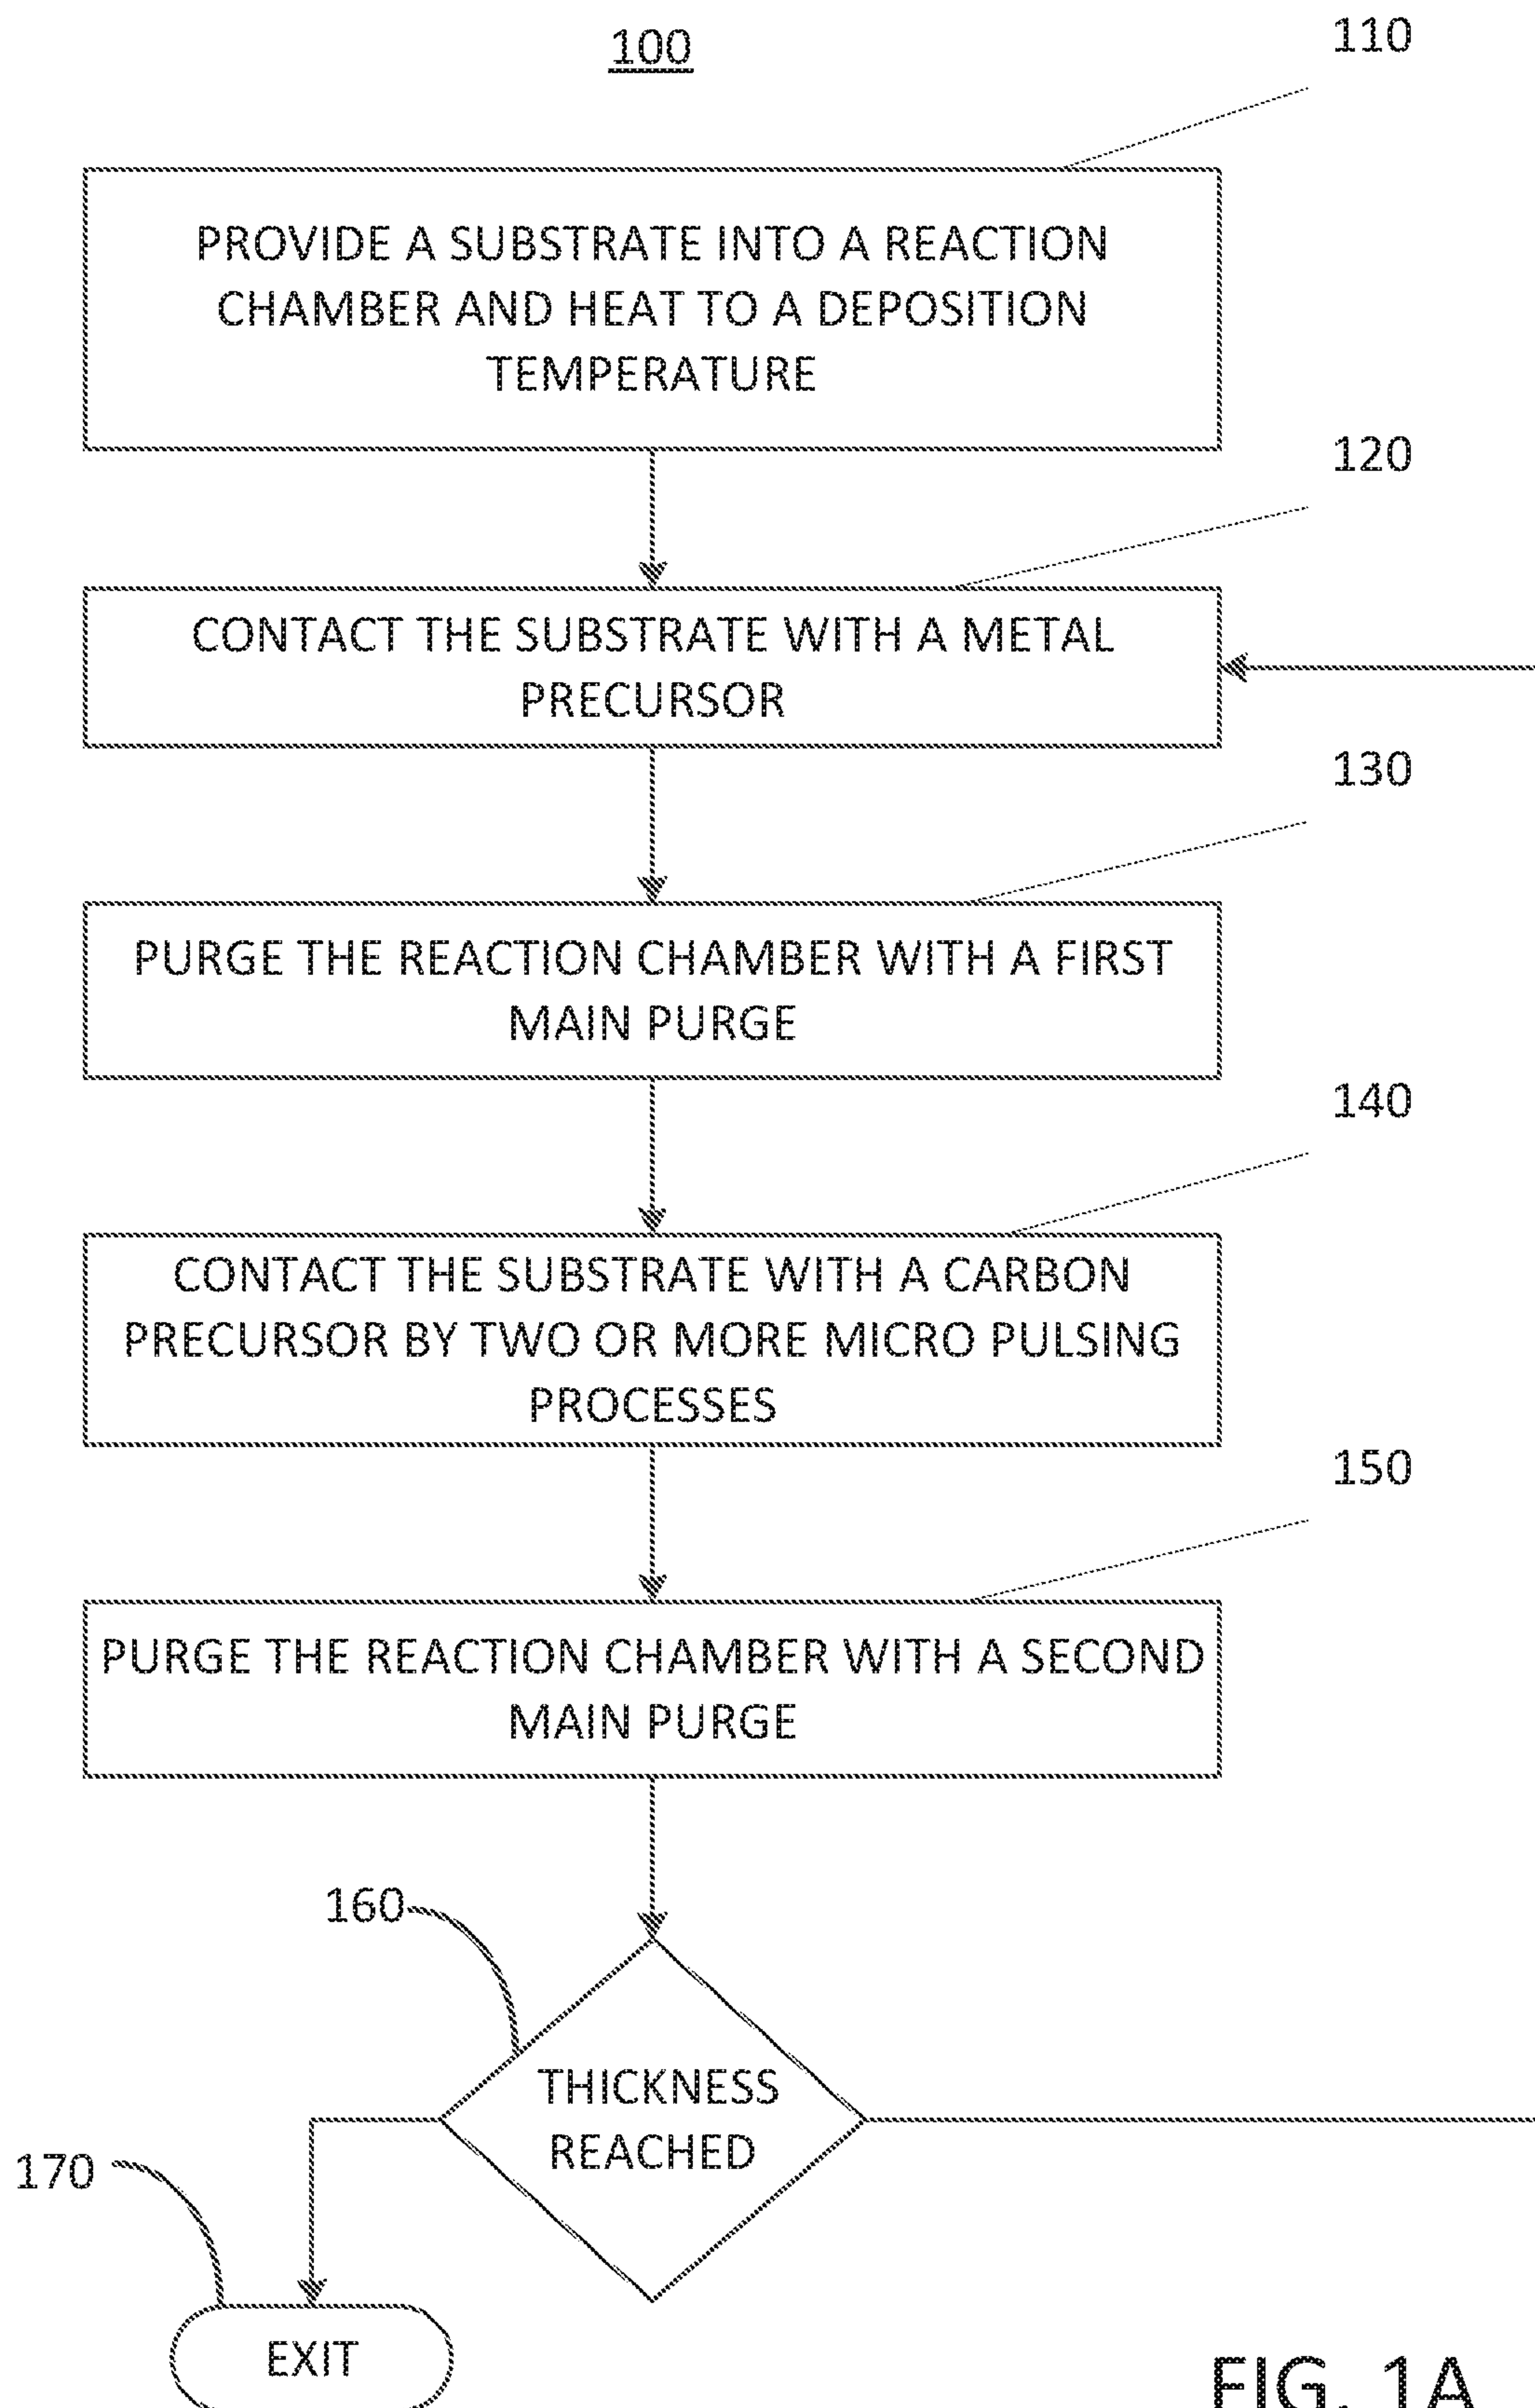 100
110
PROVIDE A SUBSTRATE INTO A REACTION
CHAMBER AND HEAT TO A DEPOSITION
TEMPERATURE
120
CONTACT THE SUBSTRATE WITH A METAL
PRECURSOR
130
PURGE THE REACTION CHAMBER WITH A FIRST
MAIN PURGE
140
CONTACT THE SUBSTRATE WITH A CARBON
PRECURSOR BY TWO OR MORE MICRO PULSING
PROCESSES
150
PURGE THE REACTION CHAMBER WITH A SECOND
MAIN PURGE
160
THICKNESS
REACHED
170
EXIT
FIG. 1A